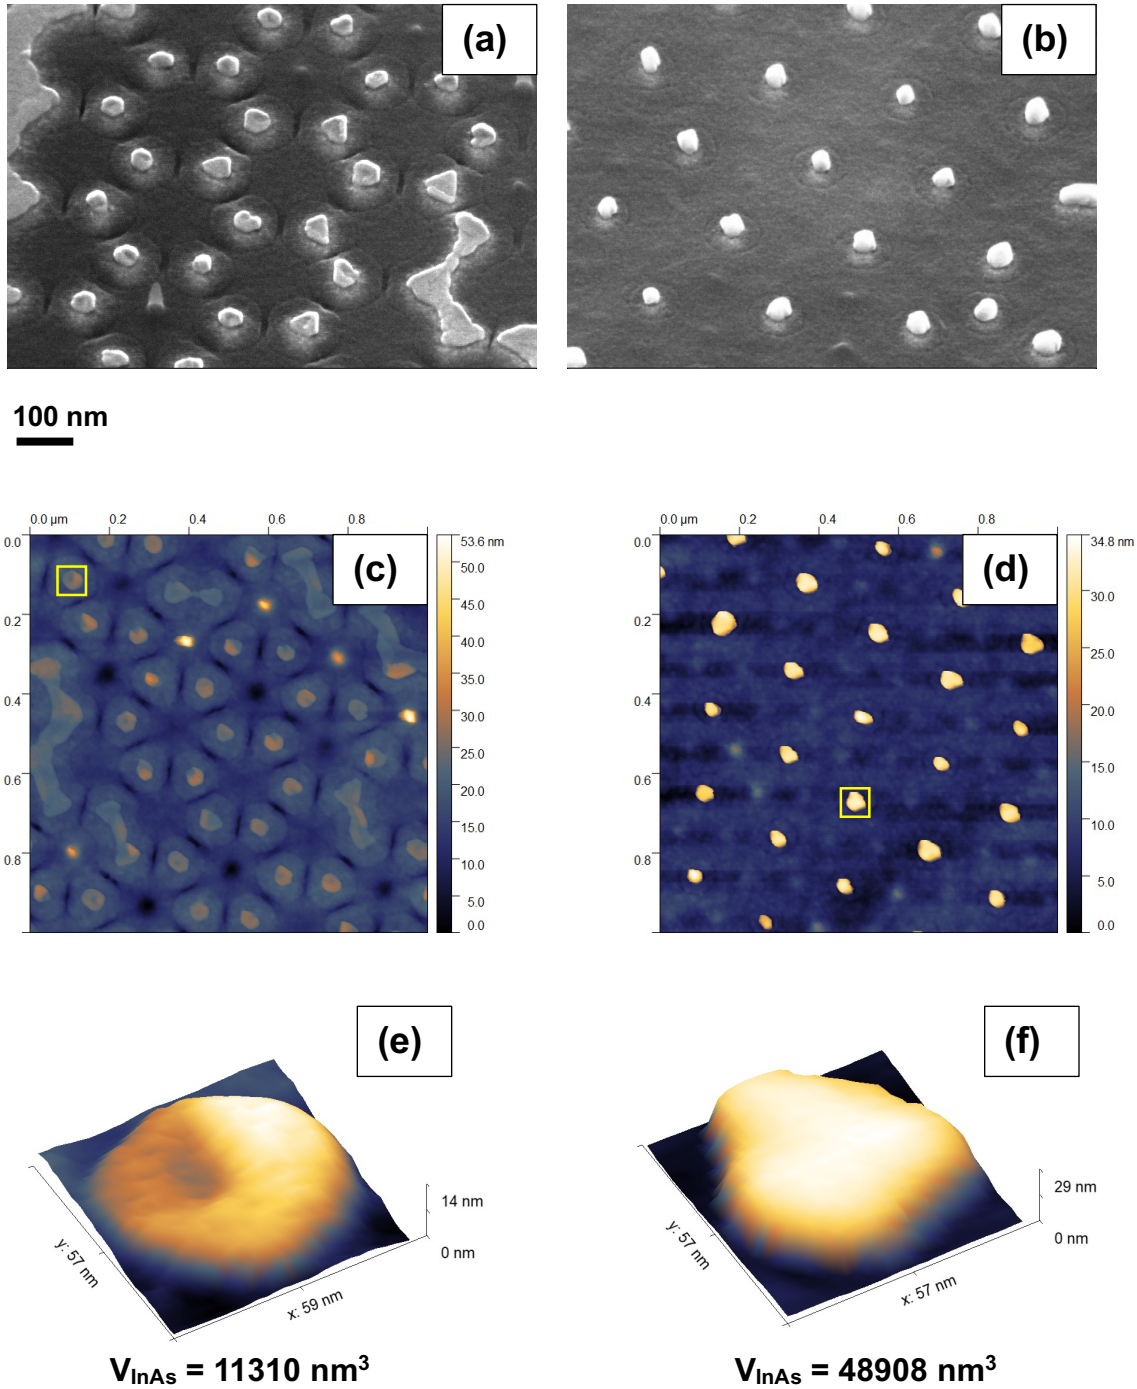 (a)
(b)
100 nm
0.0 µm 0.2 0.4 0.6 0.8
0.0
0.2
0.4
0.6
0.8
(c)
53.6 nm
50.0
45.0
40.0
35.0
30.0
25.0
20.0
15.0
10.0
5.0
0.0
0.0 µm 0.2 0.4 0.6 0.8
0.0
0.2
0.4
0.6
0.8
(d)
34.8 nm
30.0
25.0
20.0
15.0
10.0
5.0
0.0
(e)
14 nm
0 nm
y: 57 nm
x: 59 nm
V_InAs = 11310 nm³
(f)
29 nm
0 nm
y: 57 nm
x: 57 nm
V_InAs = 48908 nm³